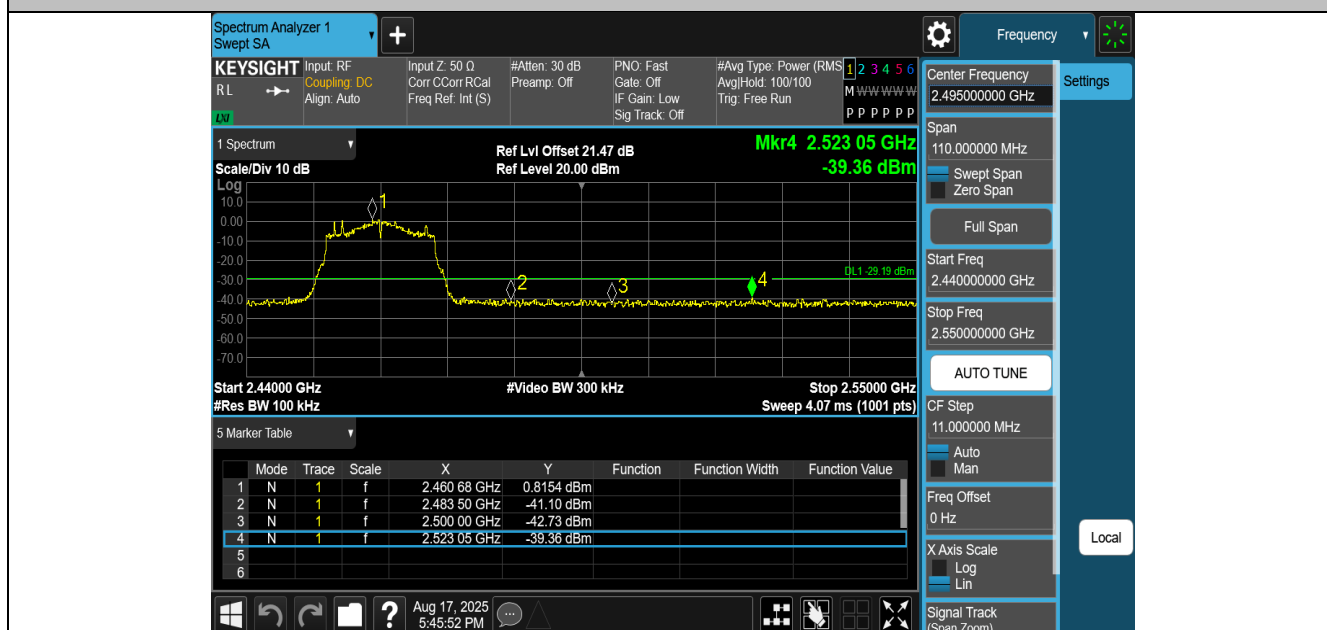 Spectrum Analyzer 1
Swept SA
+
Frequency
KEYSIGHT
RL
LXI
Input: RF
Coupling: DC
Align: Auto
Input Z: 50 Ω
Corr CCorr RCal
Freq Ref: Int (S)
#Atten: 30 dB
Preamp: Off
PNO: Fast
Gate: Off
IF Gain: Low
Sig Track: Off
#Avg Type: Power (RMS
Avg|Hold: 100/100
Trig: Free Run
1 2 3 4 5 6
M W W W W W
P P P P P P
1 Spectrum
Scale/Div 10 dB
Ref Lvl Offset 21.47 dB
Ref Level 20.00 dBm
Mkr4 2.523 05 GHz
-39.36 dBm
Log
10.0
0.00
-10.0
-20.0
-30.0
-40.0
-50.0
-60.0
-70.0
1
2
3
4
DL1 -29.19 dBm
Start 2.44000 GHz
#Res BW 100 kHz
#Video BW 300 kHz
Stop 2.55000 GHz
Sweep 4.07 ms (1001 pts)
5 Marker Table
Mode Trace Scale X Y Function Function Width Function Value
1 N 1 f 2.460 68 GHz 0.8154 dBm
2 N 1 f 2.483 50 GHz -41.10 dBm
3 N 1 f 2.500 00 GHz -42.73 dBm
4 N 1 f 2.523 05 GHz -39.36 dBm
5
6
?
Aug 17, 2025
5:45:52 PM
Center Frequency
2.495000000 GHz
Settings
Span
110.000000 MHz
Swept Span
Zero Span
Full Span
Start Freq
2.440000000 GHz
Stop Freq
2.550000000 GHz
AUTO TUNE
CF Step
11.000000 MHz
Auto
Man
Freq Offset
0 Hz
Local
X Axis Scale
Log
Lin
Signal Track
(Span Zoom)